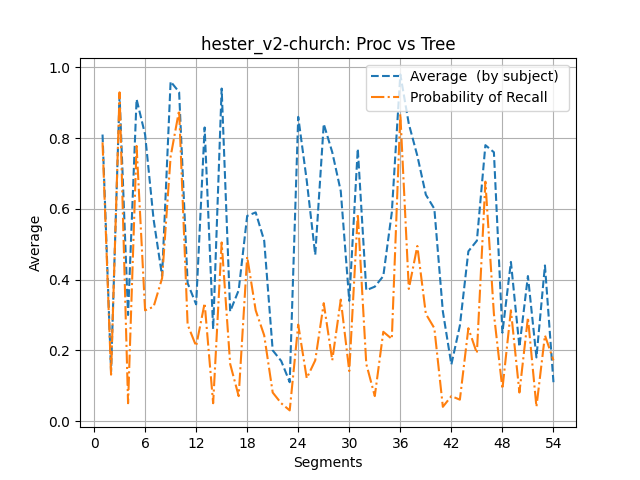 hester_v2-church: Proc vs Tree
Average (by subject)
Probability of Recall
Average
1.0
0.8
0.6
0.4
0.2
0.0
0 6 12 18 24 30 36 42 48 54
Segments